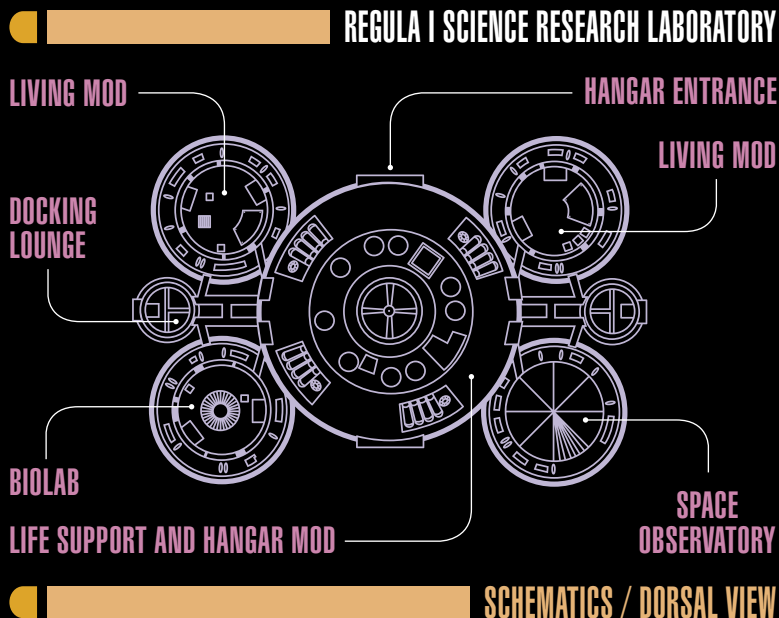 REGULA I SCIENCE RESEARCH LABORATORY
LIVING MOD
HANGAR ENTRANCE
LIVING MOD
DOCKING
LOUNGE
BIOLAB
LIFE SUPPORT AND HANGAR MOD
SPACE
OBSERVATORY
SCHEMATICS / DORSAL VIEW